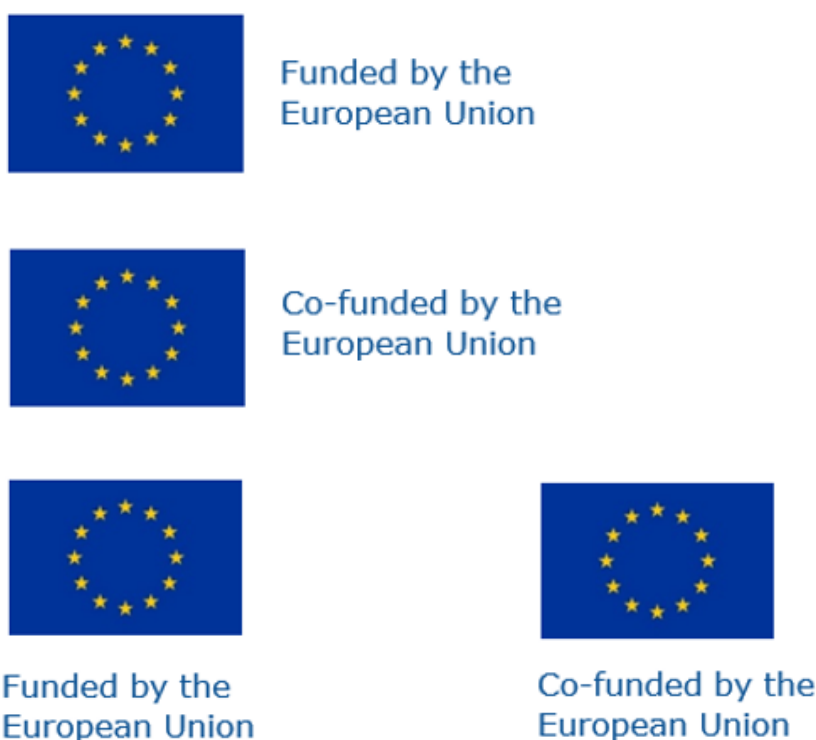 Funded by the
European Union
Co-funded by the
European Union
Funded by the
European Union
Co-funded by the
European Union